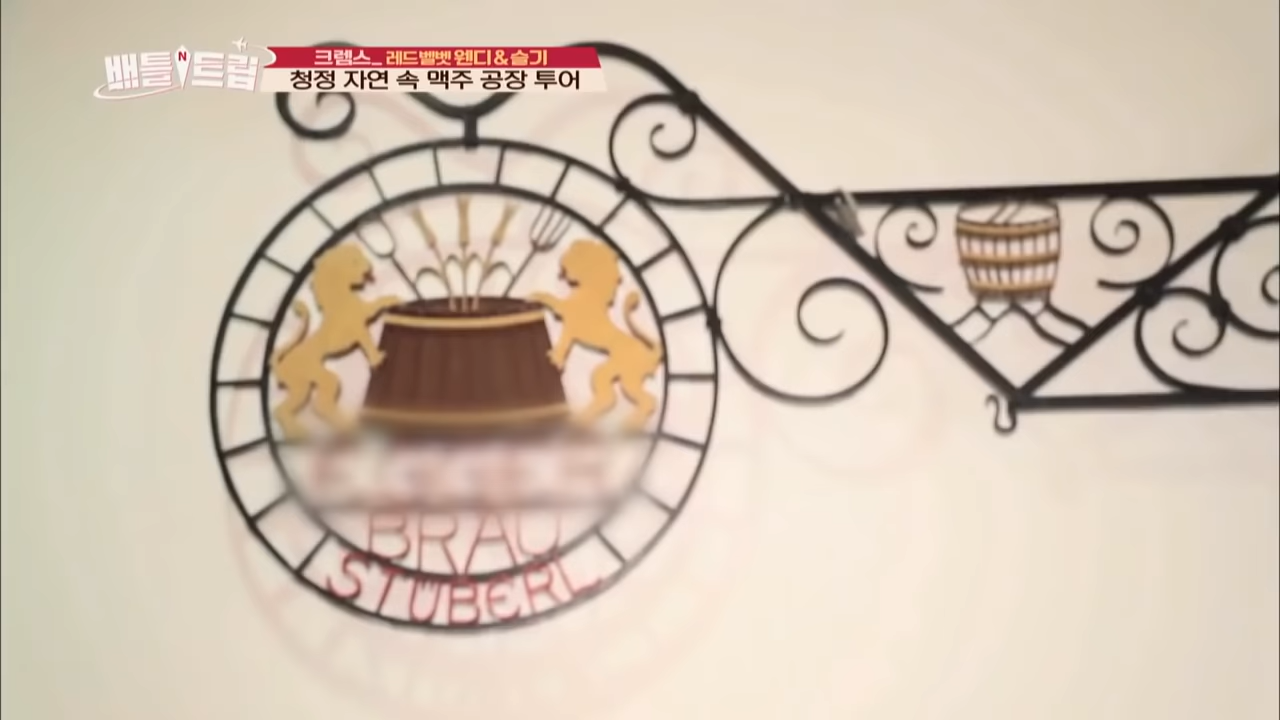 배틀트립
N
크렘스_ 레드벨벳 웬디&슬기
청정 자연 속 맥주 공장 투어
BRÄU
STÜBERL